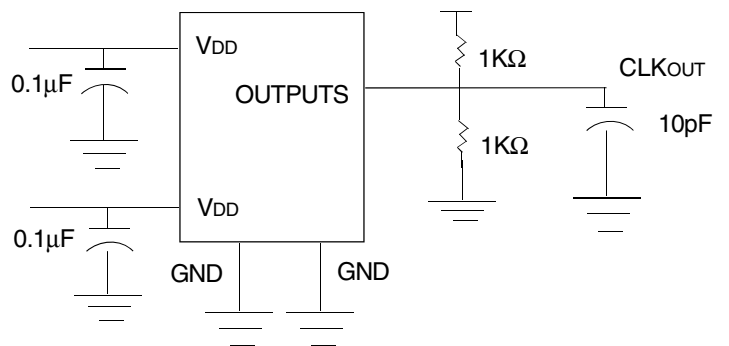 VDD
0.1μF
OUTPUTS
1KΩ
CLKOUT
10pF
1KΩ
VDD
0.1μF
GND
GND